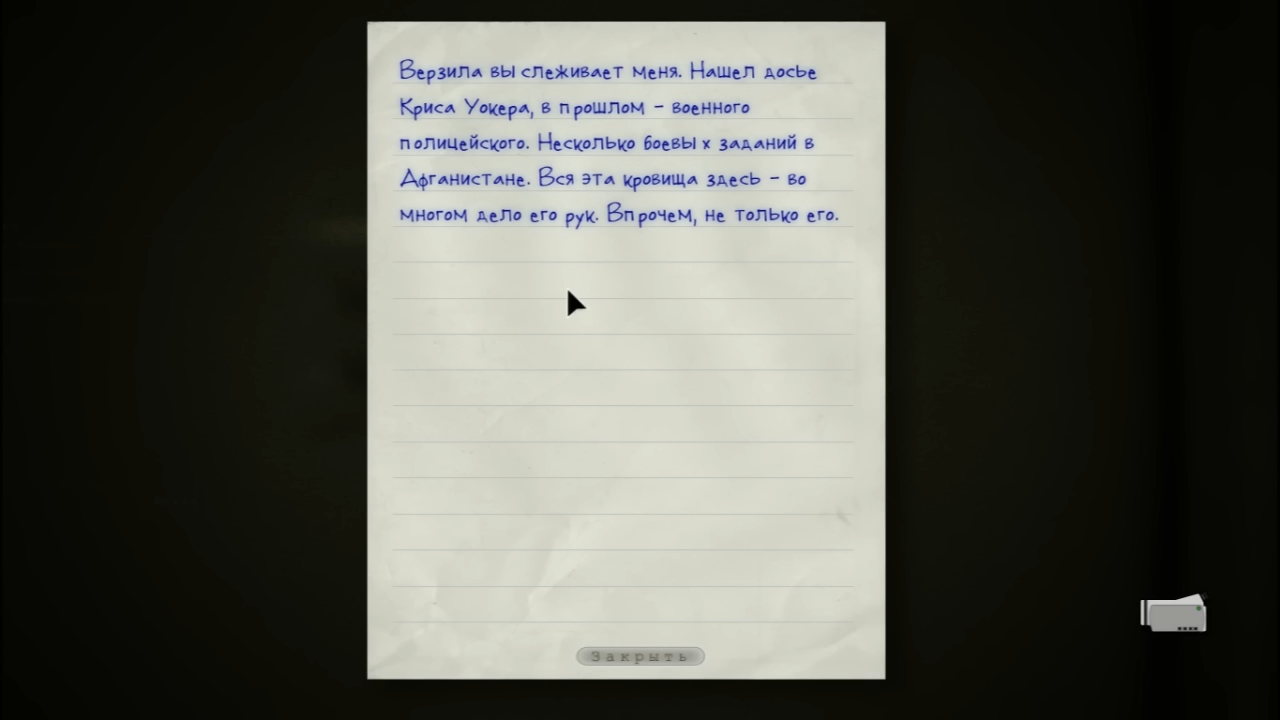 Верзила выслеживает меня. Нашел досье
Криса Уокера, в прошлом – военного
полицейского. Несколько боевых заданий в
Афганистане. Вся эта кровища здесь – во
многом дело его рук. Впрочем, не только его.
Закрыть